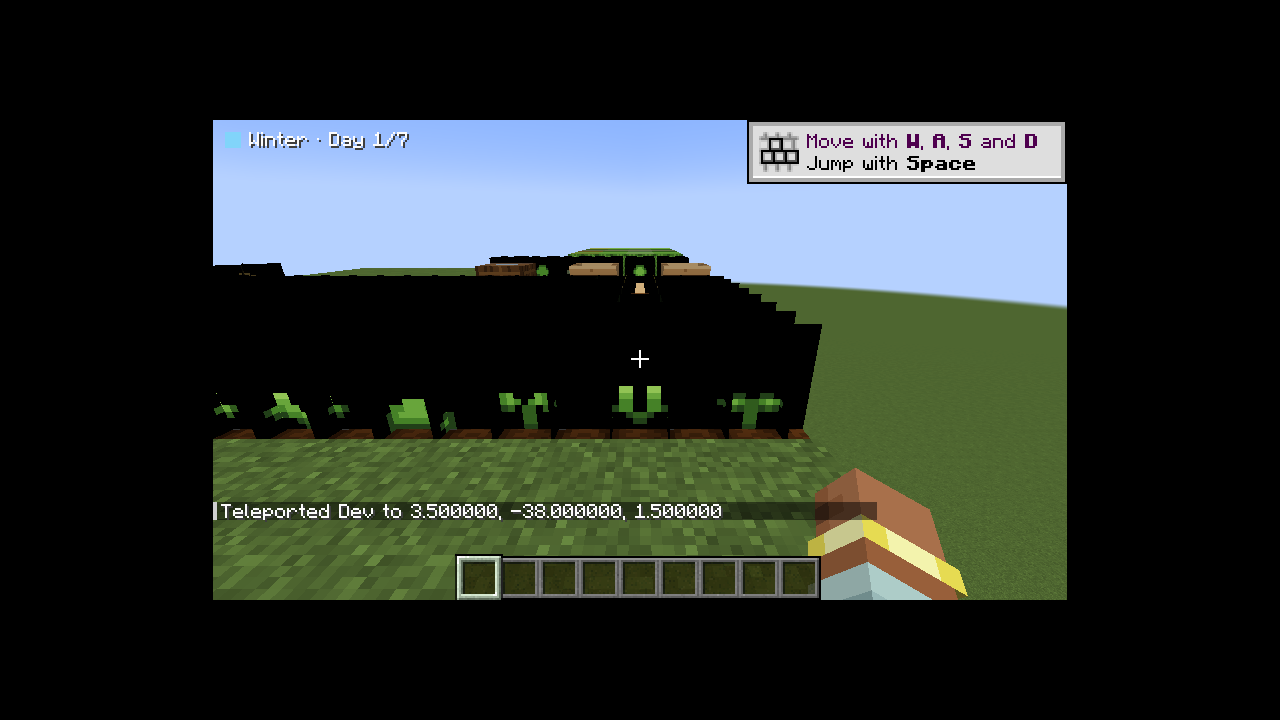 Winter · Day 1/7
Move with W, A, S and D
Jump with Space
Teleported Dev to 3.500000, -38.000000, 1.500000